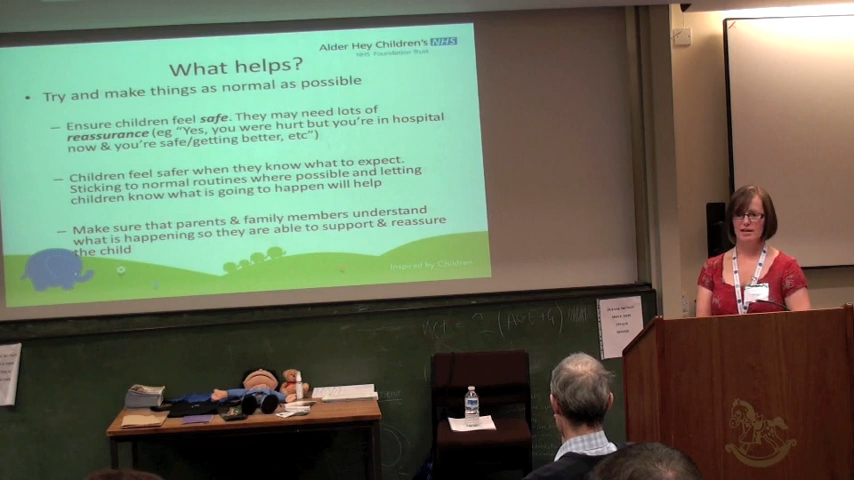 Alder Hey Children's NHS
NHS Foundation Trust
What helps?
• Try and make things as normal as possible
– Ensure children feel safe. They may need lots of
reassurance (eg "Yes, you were hurt but you're in hospital
now & you're safe/getting better, etc")
– Children feel safer when they know what to expect.
Sticking to normal routines where possible and letting
children know what is going to happen will help
– Make sure that parents & family members understand
what is happening so they are able to support & reassure
the child
Inspired by Children